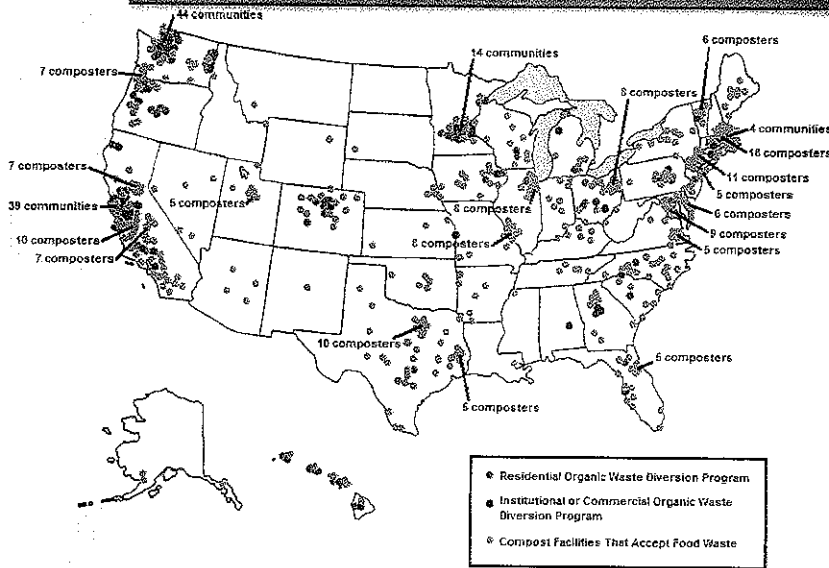 44 communities
6 composters
14 communities
7 composters
8 composters
4 communities
18 composters
7 composters
11 composters
5 composters
39 communities
5 composters
8 composters
6 composters
10 composters
8 composters
9 composters
7 composters
5 composters
10 composters
5 composters
5 composters
Residential Organic Waste Diversion Program
Institutional or Commercial Organic Waste
Diversion Program
Compost Facilities That Accept Food Waste